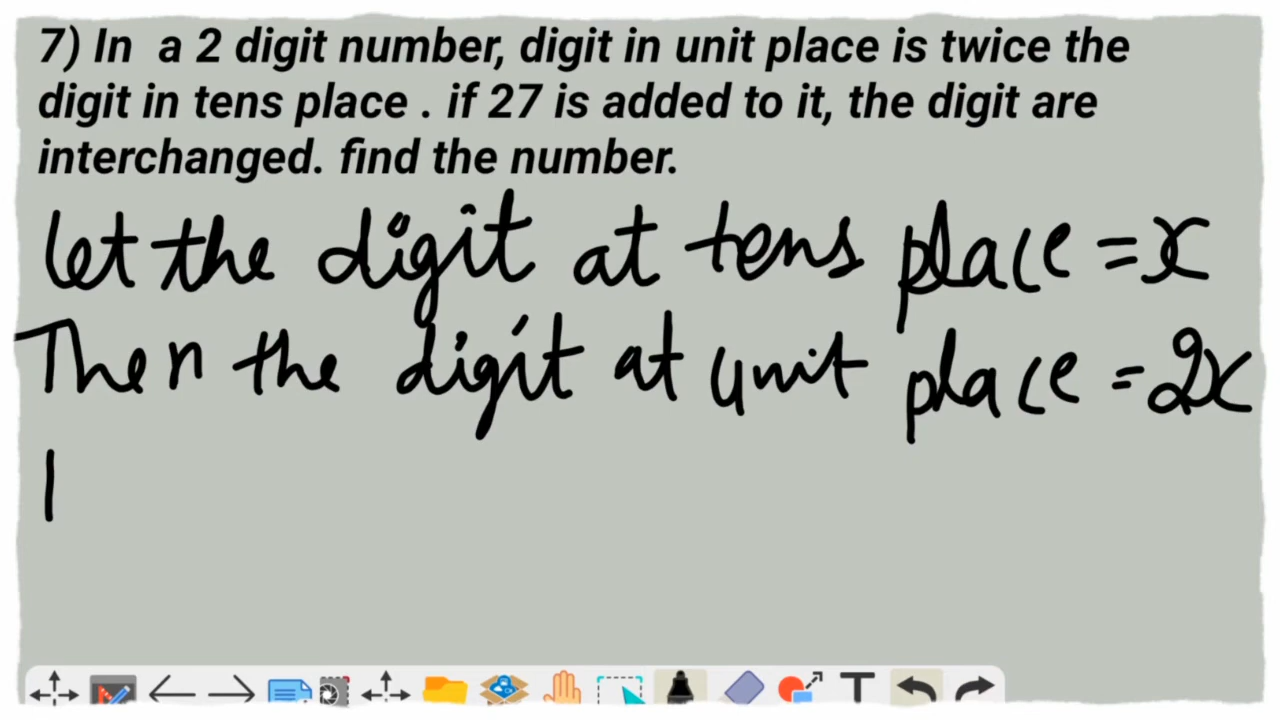 7) In a 2 digit number, digit in unit place is twice the
digit in tens place . if 27 is added to it, the digit are
interchanged. find the number.
let the digit at tens place = x
Then the digit at unit place = 2x
T